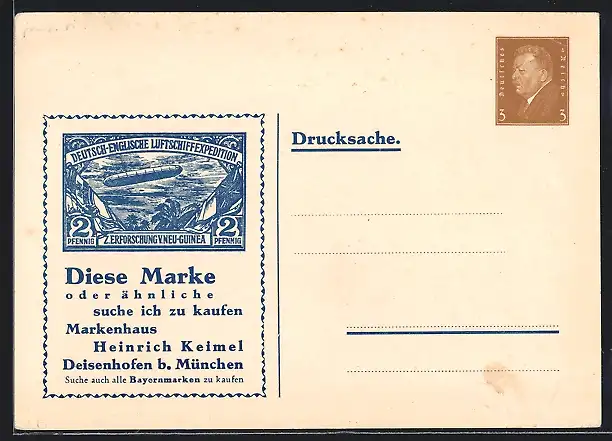 Deutsches Reich
3 3
Drucksache.
DEUTSCH-ENGLISCHE LUFTSCHIFFEXPEDITION
2 2
PFENNIG PFENNIG
Z. ERFORSCHUNG V. NEU-GUINEA
Diese Marke
oder ähnliche
suche ich zu kaufen
Markenhaus
Heinrich Keimel
Deisenhofen b. München
Suche auch alle Bayernmarken zu kaufen